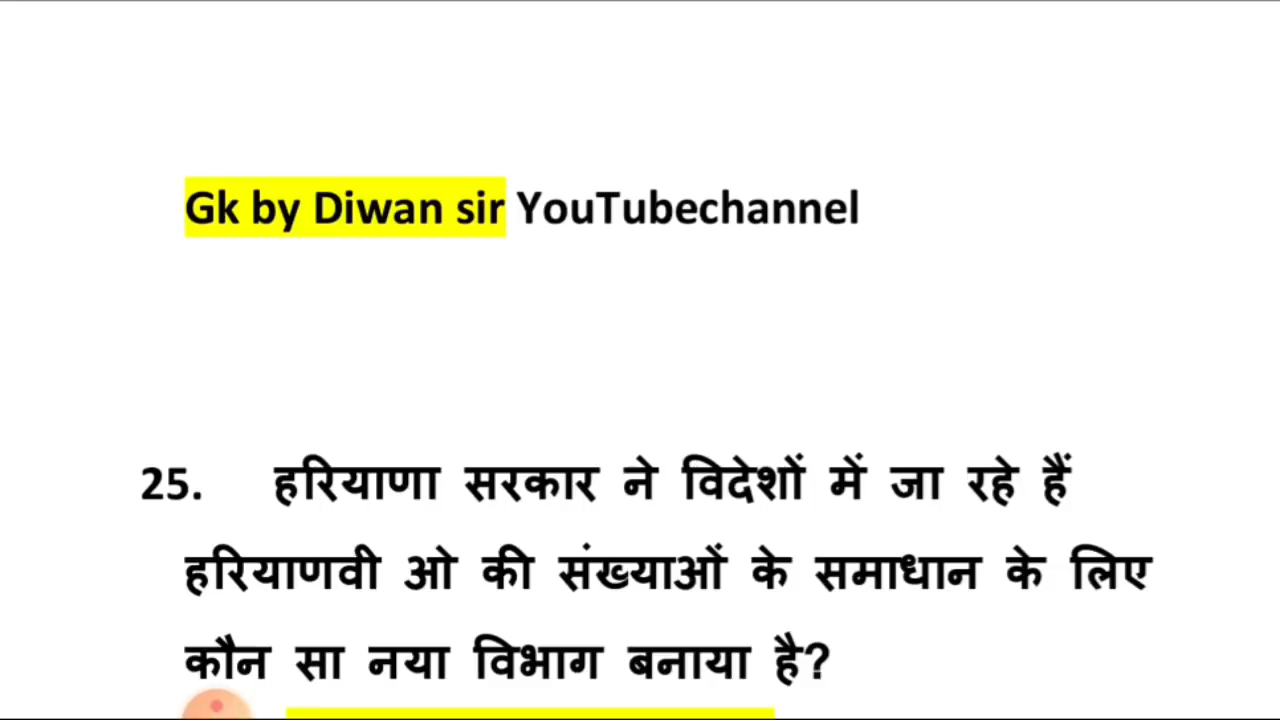 Gk by Diwan sir YouTubechannel
25. हरियाणा सरकार ने विदेशों में जा रहे हैं
हरियाणवी ओ की संख्याओं के समाधान के लिए
कौन सा नया विभाग बनाया है?